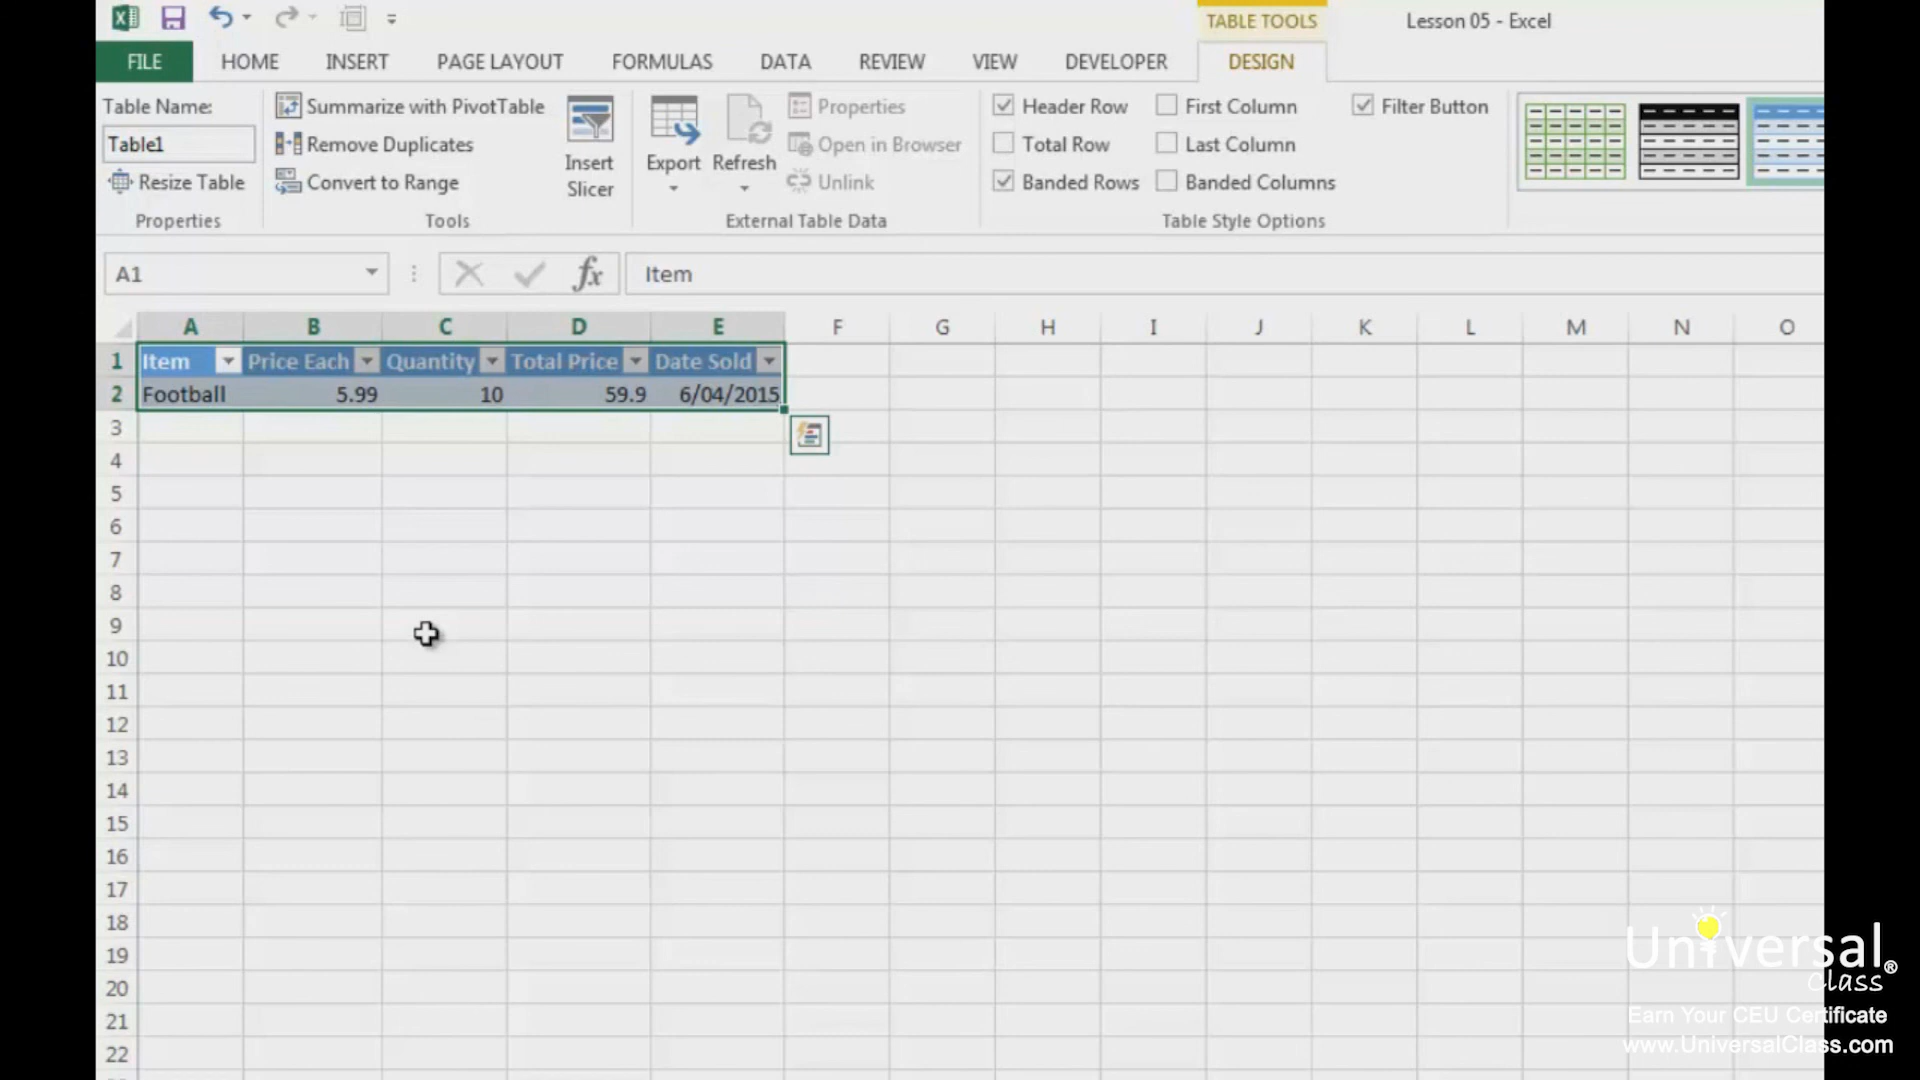 TABLE TOOLS
Lesson 05 - Excel
FILE HOME INSERT PAGE LAYOUT FORMULAS DATA REVIEW VIEW DEVELOPER DESIGN
Table Name:
Table1
Resize Table
Properties
Summarize with PivotTable
Remove Duplicates
Convert to Range
Insert
Slicer
Tools
Export
Refresh
Properties
Open in Browser
Unlink
External Table Data
Header Row
Total Row
Banded Rows
First Column
Last Column
Banded Columns
Filter Button
Table Style Options
A1
fx
Item
A B C D E F G H I J K L M N O
1 Item Price Each Quantity Total Price Date Sold
2 Football 5.99 10 59.9 6/04/2015
3
4
5
6
7
8
9
10
11
12
13
14
15
16
17
18
19
20
21
22
Universal
Class®
Earn Your CEU Certificate
www.UniversalClass.com